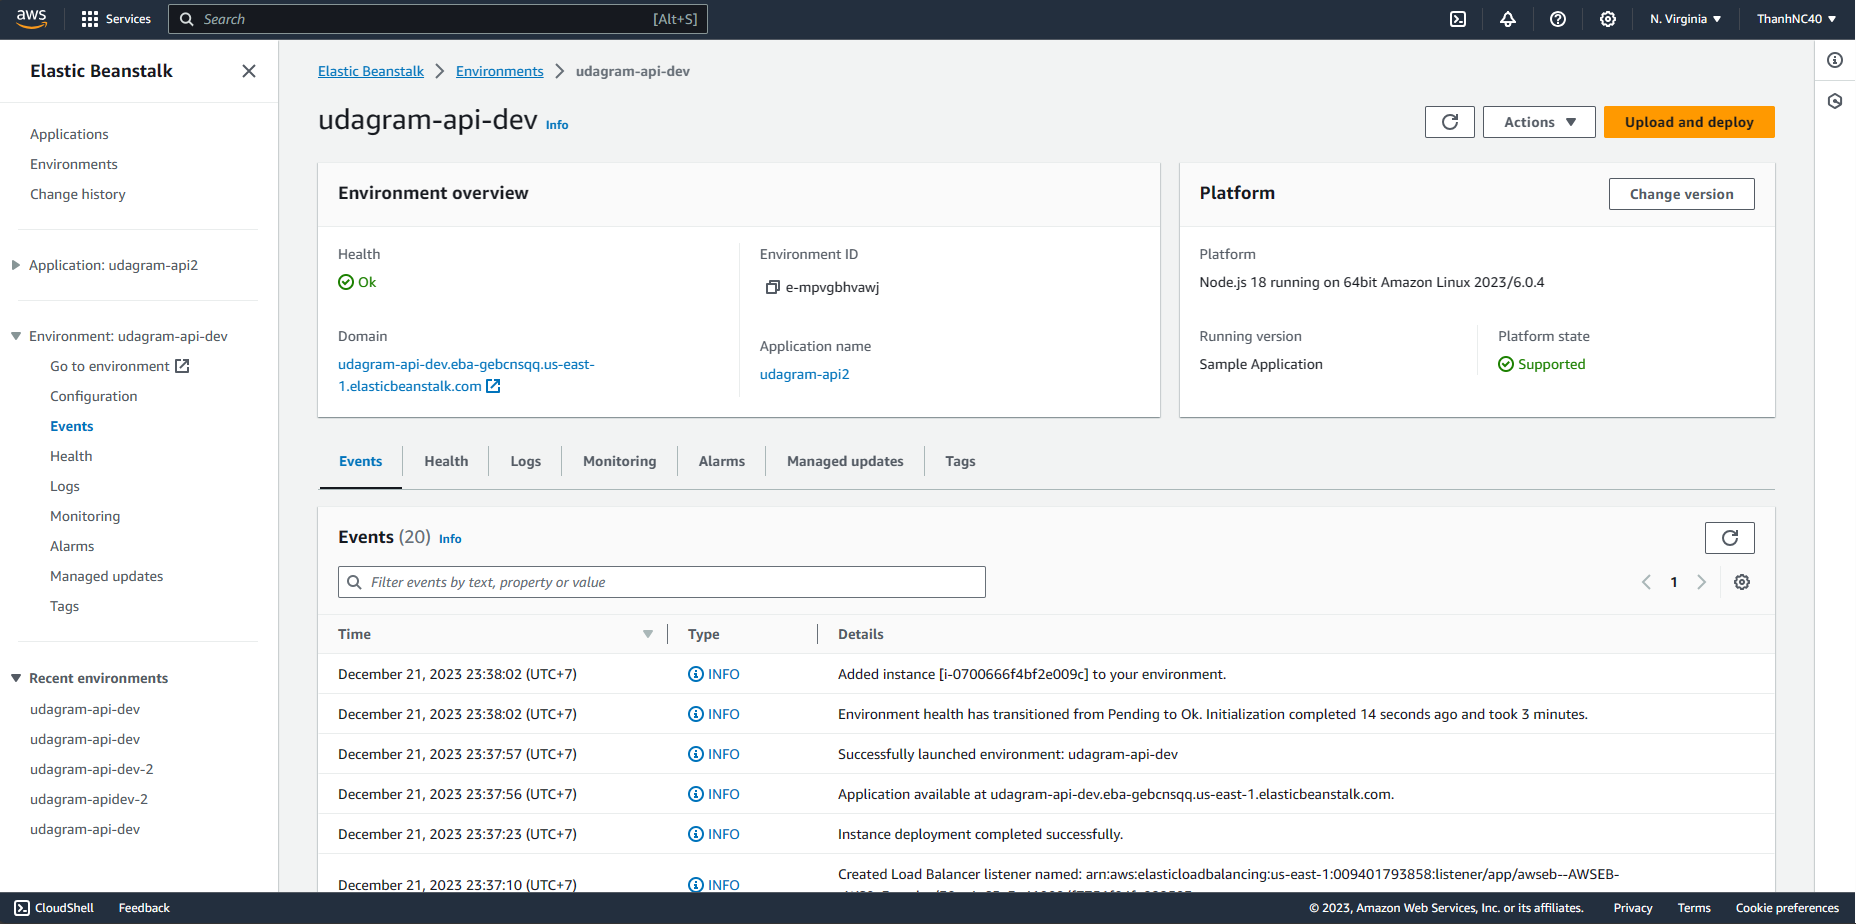 aws
Services
Search
[Alt+S]
N. Virginia
ThanhNC40
Elastic Beanstalk
Applications
Environments
Change history
Application: udagram-api2
Environment: udagram-api-dev
Go to environment
Configuration
Events
Health
Logs
Monitoring
Alarms
Managed updates
Tags
Recent environments
udagram-api-dev
udagram-api-dev
udagram-api-dev-2
udagram-apidev-2
udagram-api-dev
Elastic Beanstalk
Environments
udagram-api-dev
udagram-api-dev Info
Actions
Upload and deploy
Environment overview
Health
Ok
Domain
udagram-api-dev.eba-gebcnsqq.us-east-
1.elasticbeanstalk.com
Environment ID
e-mpvgbhvawj
Application name
udagram-api2
Platform
Change version
Platform
Node.js 18 running on 64bit Amazon Linux 2023/6.0.4
Running version
Sample Application
Platform state
Supported
Events
Health
Logs
Monitoring
Alarms
Managed updates
Tags
Events (20) Info
Filter events by text, property or value
1
Time
Type
Details
December 21, 2023 23:38:02 (UTC+7)
INFO
Added instance [i-0700666f4bf2e009c] to your environment.
December 21, 2023 23:38:02 (UTC+7)
INFO
Environment health has transitioned from Pending to Ok. Initialization completed 14 seconds ago and took 3 minutes.
December 21, 2023 23:37:57 (UTC+7)
INFO
Successfully launched environment: udagram-api-dev
December 21, 2023 23:37:56 (UTC+7)
INFO
Application available at udagram-api-dev.eba-gebcnsqq.us-east-1.elasticbeanstalk.com.
December 21, 2023 23:37:23 (UTC+7)
INFO
Instance deployment completed successfully.
December 21, 2023 23:37:10 (UTC+7)
INFO
Created Load Balancer listener named: arn:aws:elasticloadbalancing:us-east-1:009401793858:listener/app/awseb--AWSEB-
CloudShell
Feedback
© 2023, Amazon Web Services, Inc. or its affiliates.
Privacy
Terms
Cookie preferences